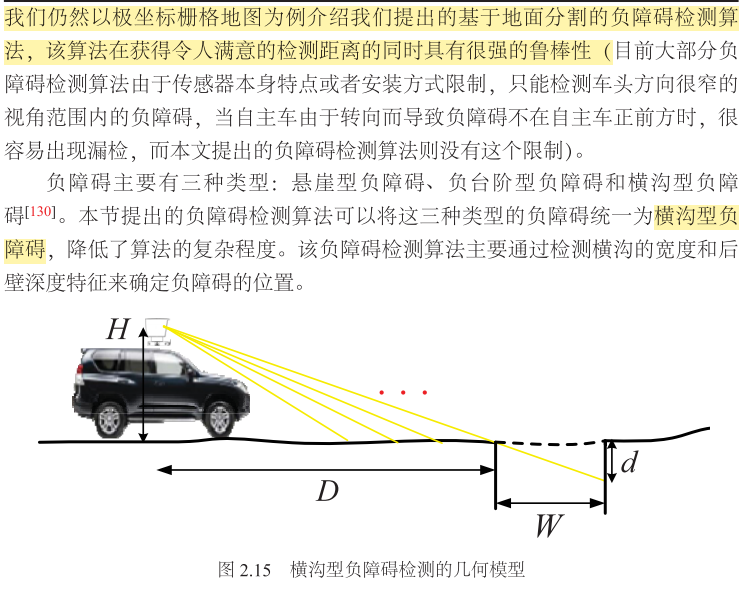 我们仍然以极坐标栅格地图为例介绍我们提出的基于地面分割的负障碍检测算
法，该算法在获得令人满意的检测距离的同时具有很强的鲁棒性（目前大部分负
障碍检测算法由于传感器本身特点或者安装方式限制，只能检测车头方向很窄的
视角范围内的负障碍，当自主车由于转向而导致负障碍不在自主车正前方时，很
容易出现漏检，而本文提出的负障碍检测算法则没有这个限制）。
负障碍主要有三种类型：悬崖型负障碍、负台阶型负障碍和横沟型负障
碍[130]。本节提出的负障碍检测算法可以将这三种类型的负障碍统一为横沟型负
障碍，降低了算法的复杂程度。该负障碍检测算法主要通过检测横沟的宽度和后
壁深度特征来确定负障碍的位置。
H
d
D
W
图 2.15 横沟型负障碍检测的几何模型